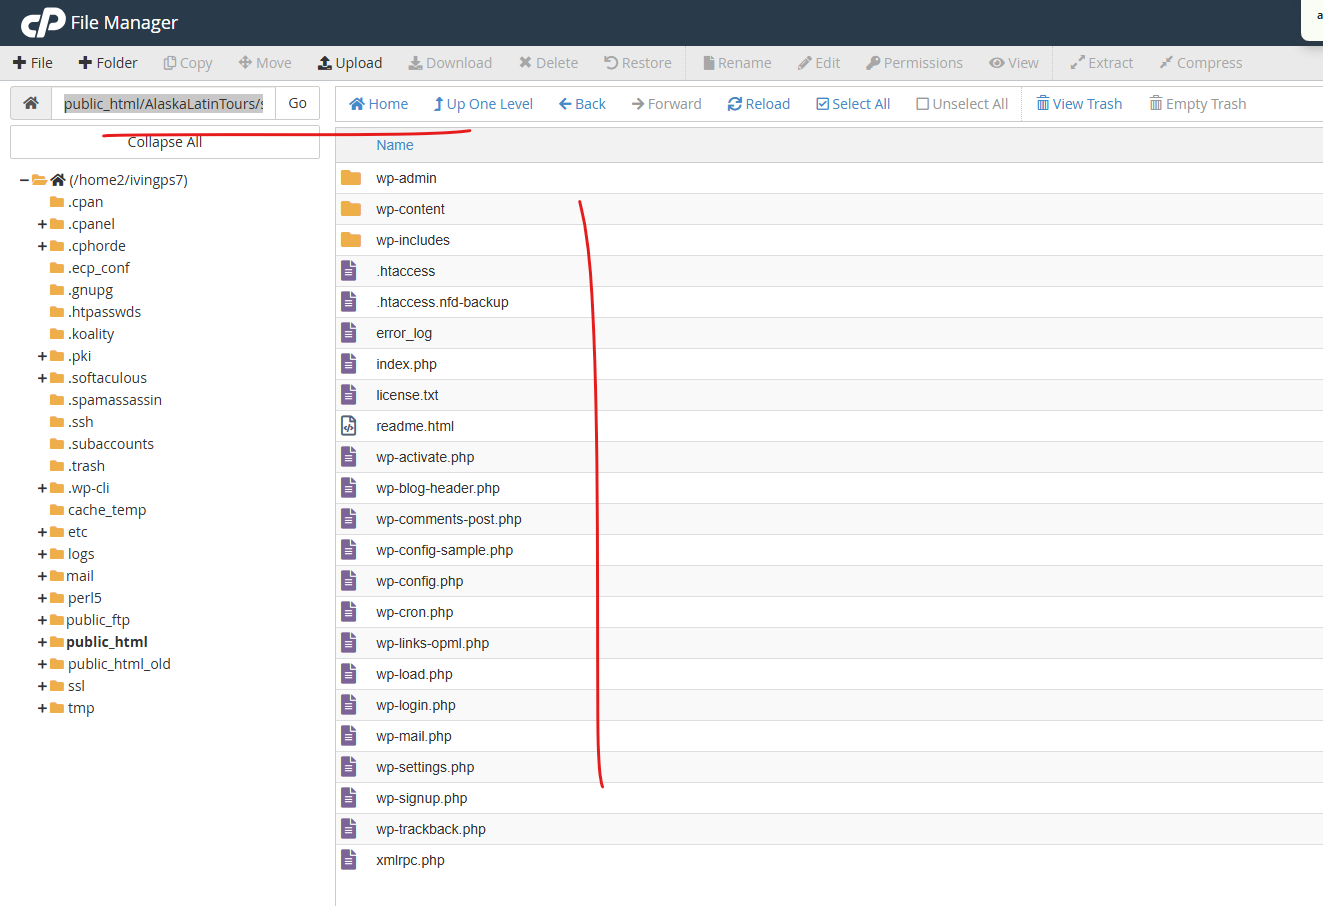 cP File Manager
a
File Folder Copy Move Upload Download Delete Restore Rename Edit Permissions View Extract Compress
public_html/AlaskaLatinTours/s Go Home Up One Level Back Forward Reload Select All Unselect All View Trash Empty Trash
Collapse All
(/home2/ivingps7)
.cpan
.cpanel
.cphorde
.ecp_conf
.gnupg
.htpasswds
.koality
.pki
.softaculous
.spamassassin
.ssh
.subaccounts
.trash
.wp-cli
cache_temp
etc
logs
mail
perl5
public_ftp
public_html
public_html_old
ssl
tmp
Name
wp-admin
wp-content
wp-includes
.htaccess
.htaccess.nfd-backup
error_log
index.php
license.txt
readme.html
wp-activate.php
wp-blog-header.php
wp-comments-post.php
wp-config-sample.php
wp-config.php
wp-cron.php
wp-links-opml.php
wp-load.php
wp-login.php
wp-mail.php
wp-settings.php
wp-signup.php
wp-trackback.php
xmlrpc.php